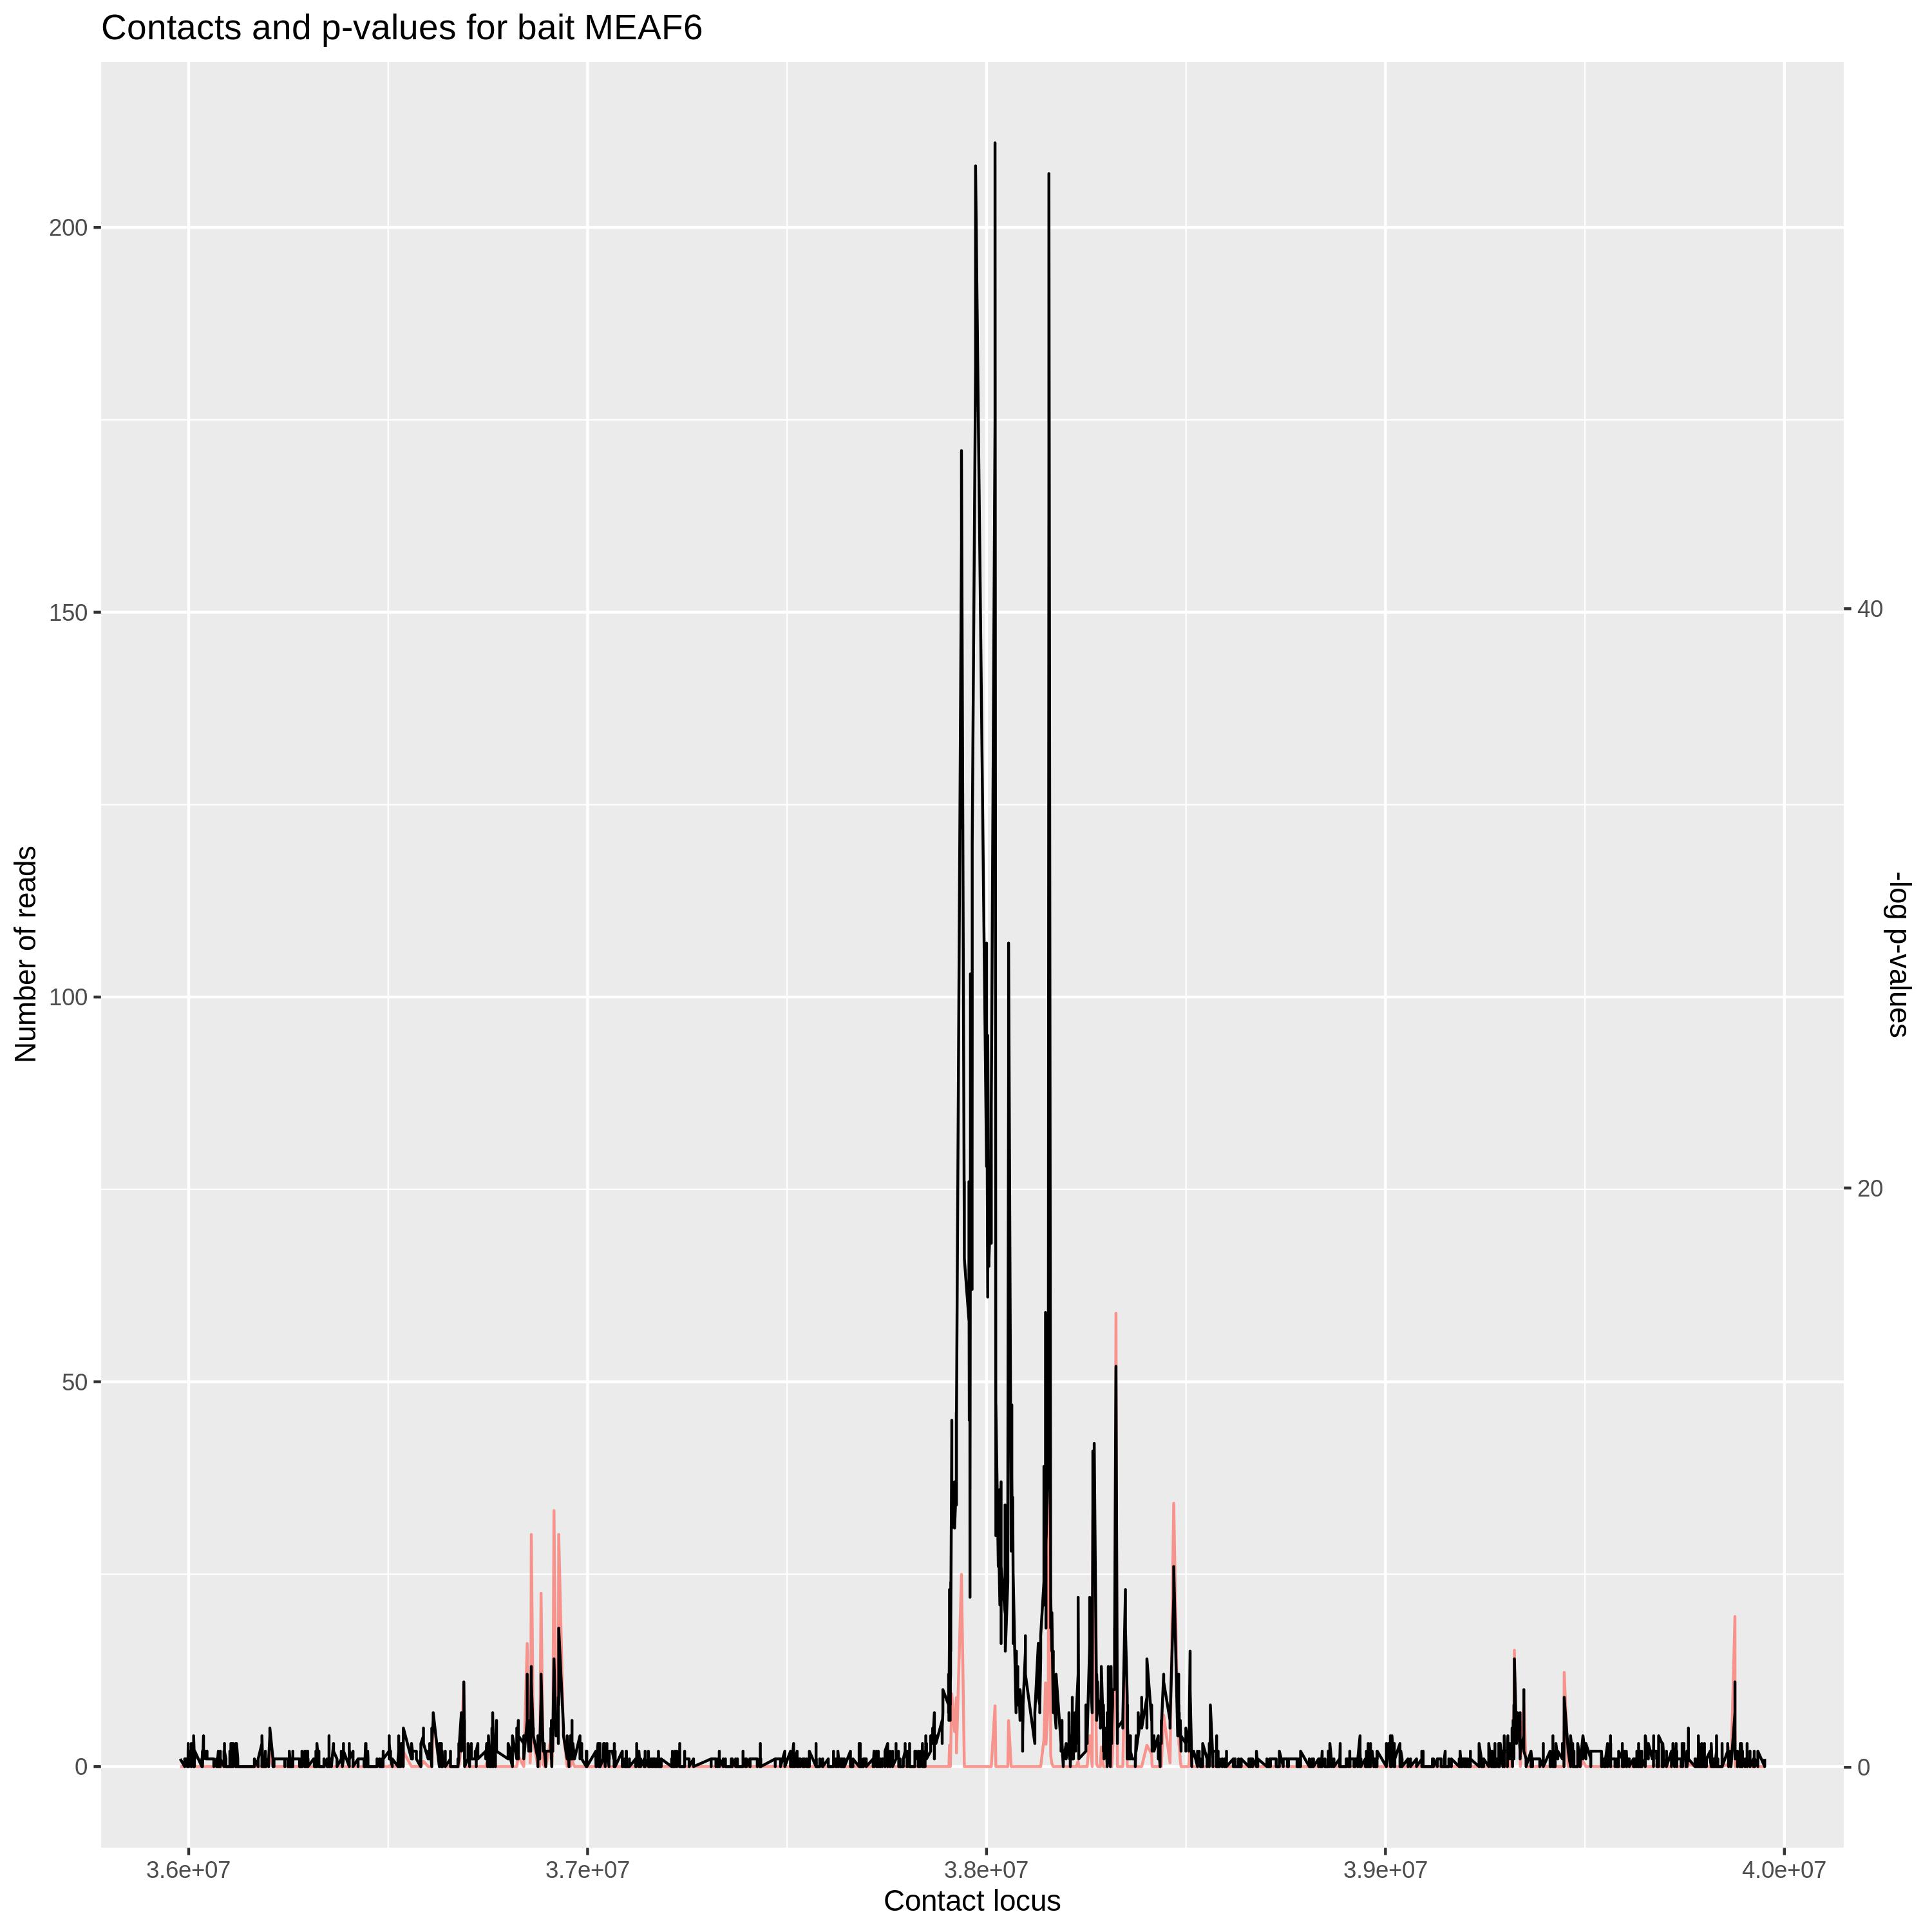 Contacts and p-values for bait MEAF6
200
150
100
50
0
Number of reads
40
20
0
-log p-values
3.6e+07
3.7e+07
3.8e+07
3.9e+07
4.0e+07
Contact locus